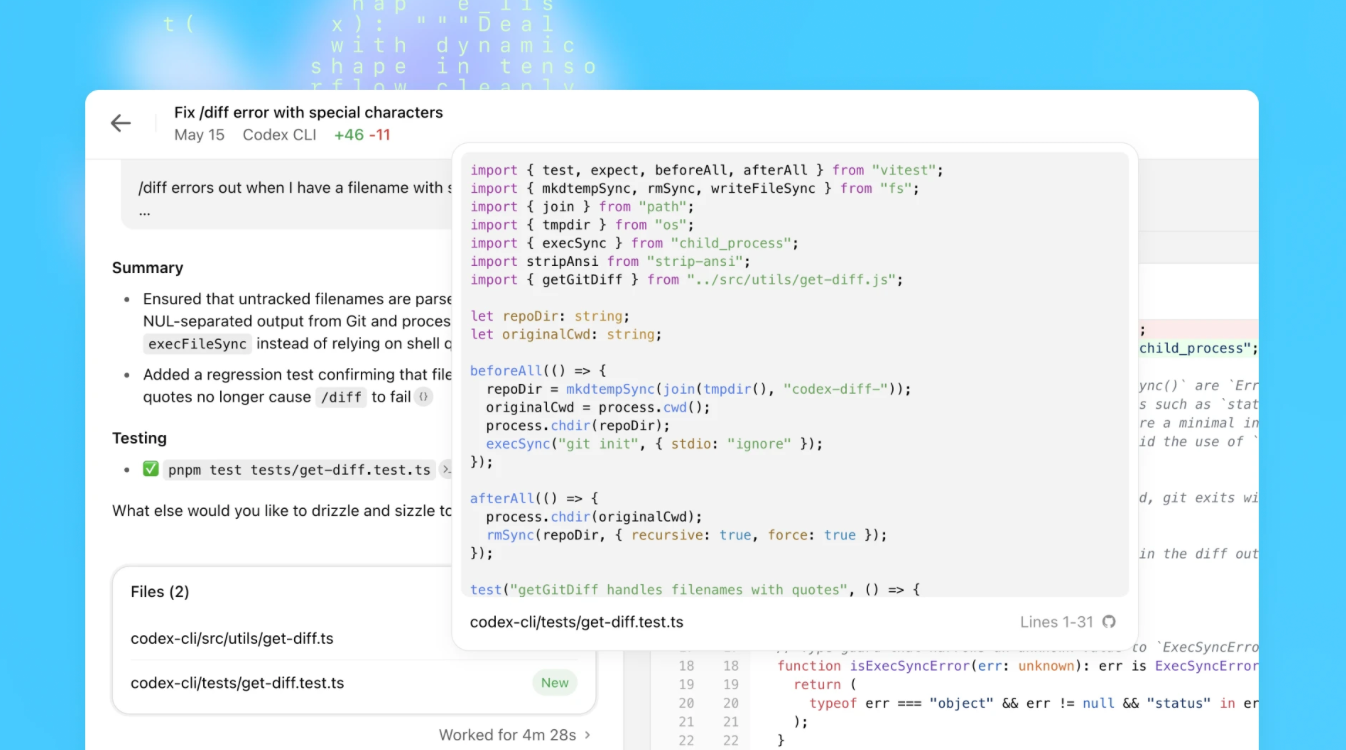 t(
x): """Deal
with dynamic
shape in tenso
rflow cleanly
Fix /diff error with special characters
May 15 Codex CLI +46 -11
/diff errors out when I have a filename with
...
Summary
Ensured that untracked filenames are parse
NUL-separated output from Git and proces
execFileSync instead of relying on shell q
Added a regression test confirming that file
quotes no longer cause /diff to fail
Testing
✅ pnpm test tests/get-diff.test.ts
What else would you like to drizzle and sizzle to
Files (2)
codex-cli/src/utils/get-diff.ts
codex-cli/tests/get-diff.test.ts New
Worked for 4m 28s >
import { test, expect, beforeAll, afterAll } from "vitest";
import { mkdtempSync, rmSync, writeFileSync } from "fs";
import { join } from "path";
import { tmpdir } from "os";
import { execSync } from "child_process";
import stripAnsi from "strip-ansi";
import { getGitDiff } from "../src/utils/get-diff.js";
let repoDir: string;
let originalCwd: string;
beforeAll(() => {
repoDir = mkdtempSync(join(tmpdir(), "codex-diff-"));
originalCwd = process.cwd();
process.chdir(repoDir);
execSync("git init", { stdio: "ignore" });
});
afterAll(() => {
process.chdir(originalCwd);
rmSync(repoDir, { recursive: true, force: true });
});
test("getGitDiff handles filenames with quotes", () => {
codex-cli/tests/get-diff.test.ts
Lines 1-31
;
child_process";
ync()` are `Err
s such as `stat
re a minimal in
id the use of `
d, git exits wi
in the diff out
to `ExecSyncErro
18 18 function isExecSyncError(err: unknown): err is ExecSyncError
19 19 return (
20 20 typeof err === "object" && err != null && "status" in er
21 21 );
22 22 }